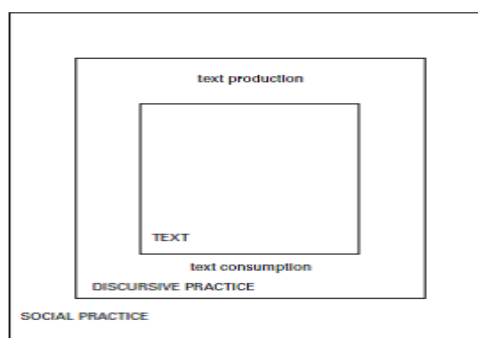 text production
TEXT
text consumption
DISCURSIVE PRACTICE
SOCIAL PRACTICE